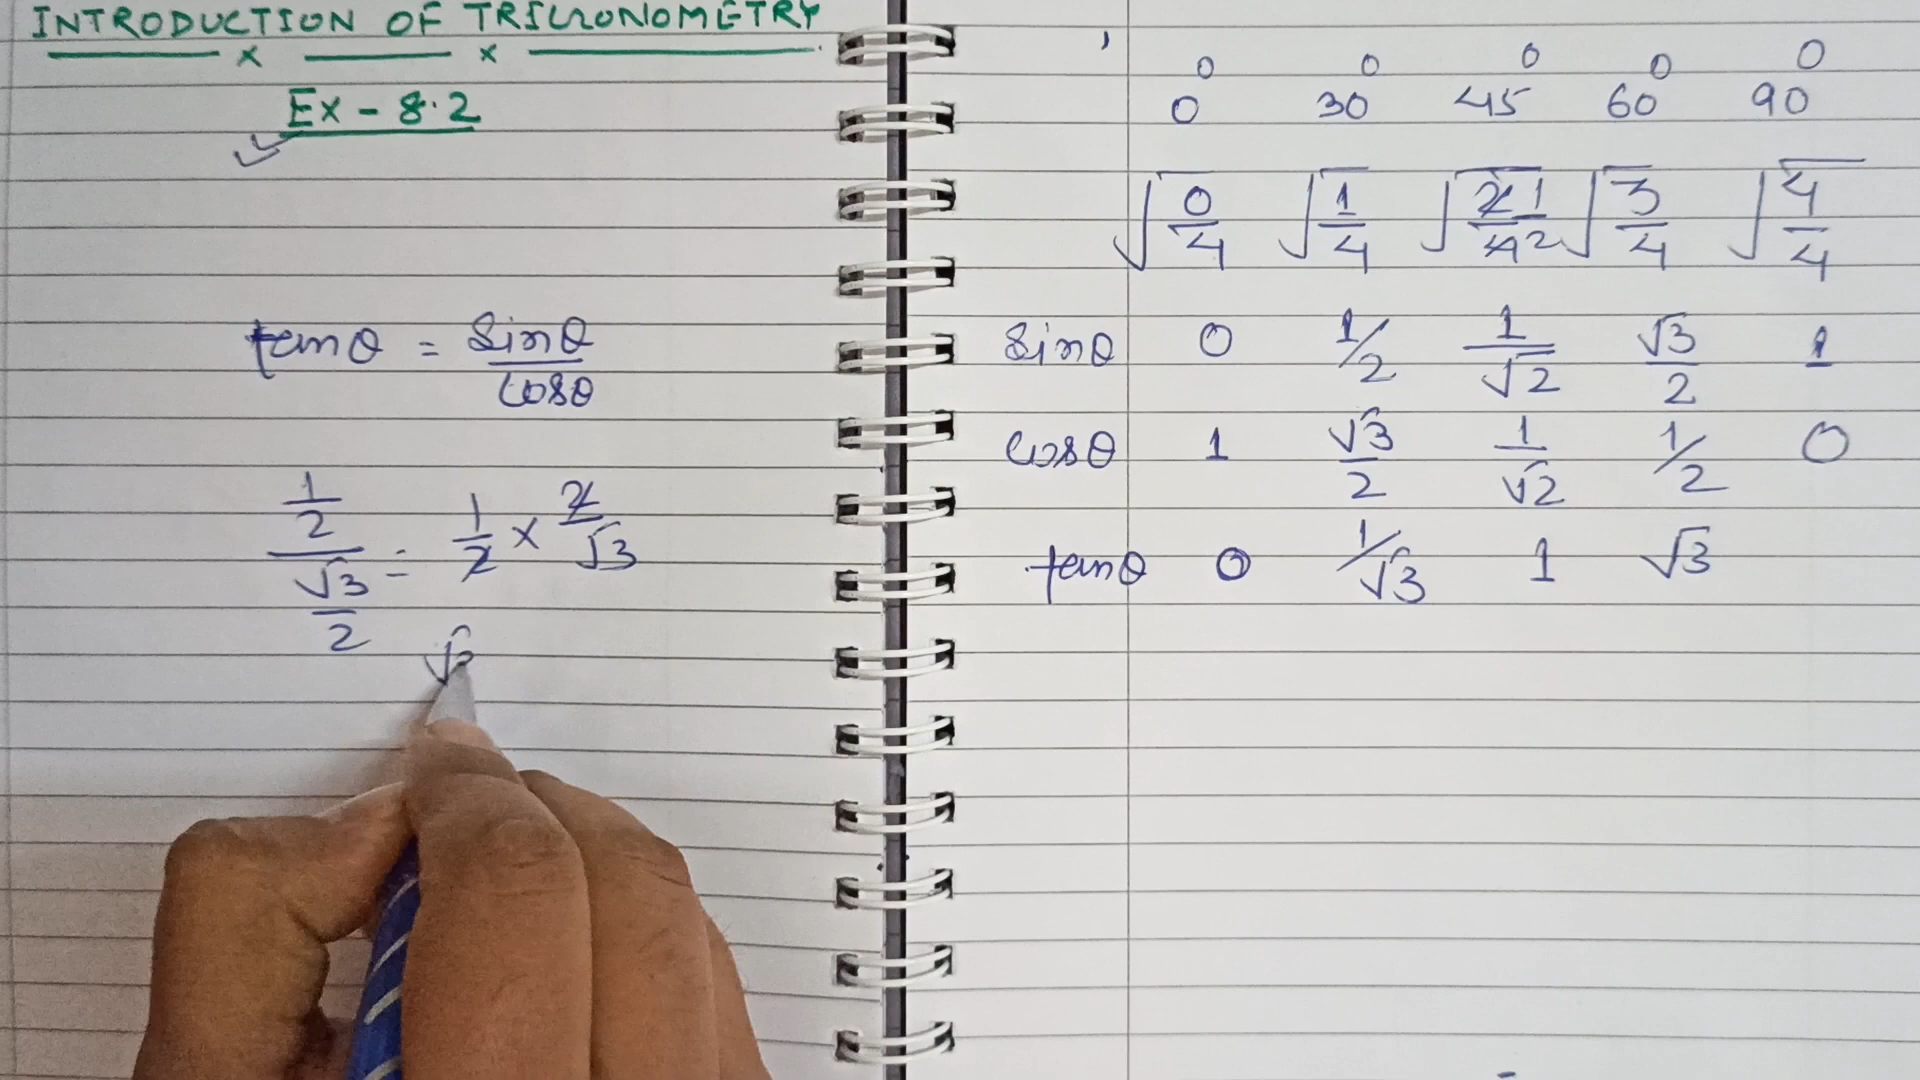 INTRODUCTION OF TRIGONOMETRY
Ex - 8.2
tanθ = sinθ/cosθ
(1/2)/(√3/2) = 1/2 × 2/√3
0° 30° 45° 60° 90°
√(0/4) √(1/4) √(2/4) 1/2 √(3/4) √(4/4)
sinθ 0 1/2 1/√2 √3/2 1
cosθ 1 √3/2 1/√2 1/2 0
tanθ 0 1/√3 1 √3